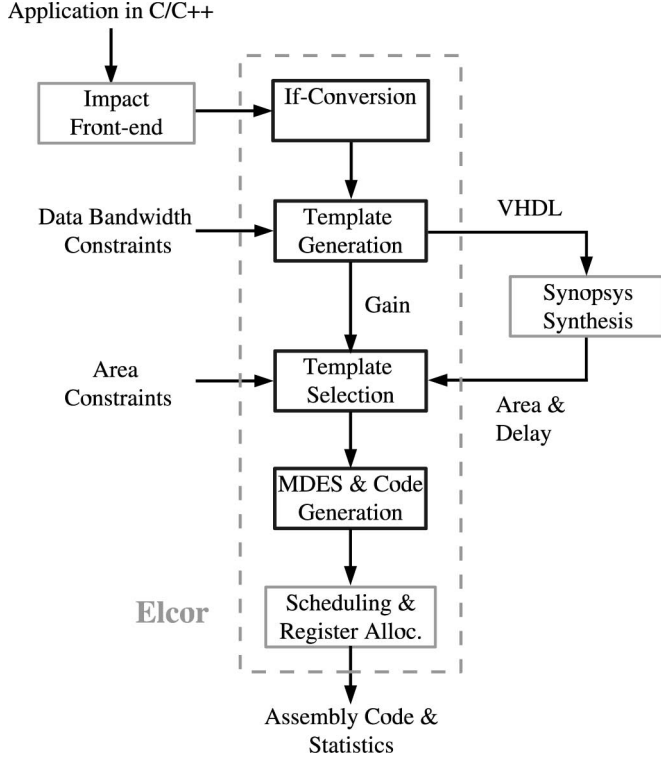 Application in C/C++
Impact
Front-end
If-Conversion
Data Bandwidth
Constraints
Template
Generation
VHDL
Gain
Synopsys
Synthesis
Area
Constraints
Template
Selection
Area &
Delay
MDES & Code
Generation
Elcor
Scheduling &
Register Alloc.
Assembly Code &
Statistics